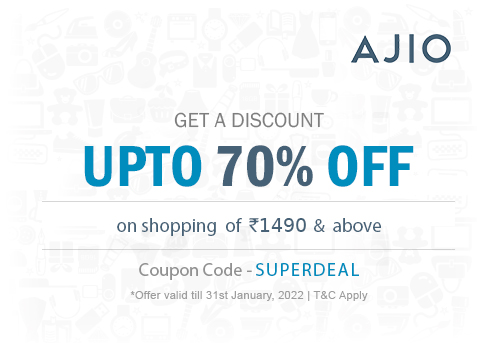 AJIO
GET A DISCOUNT
UPTO 70% OFF
on shopping of ₹1490 & above
Coupon Code - SUPERDEAL
*Offer valid till 31st January, 2022 | T&C Apply